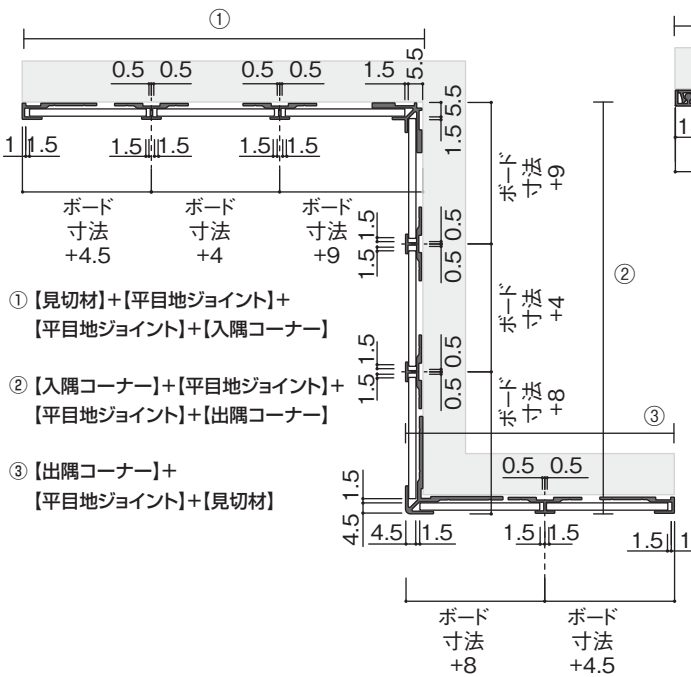 ①
0.5 0.5
0.5 0.5
1.5
5.5
1 1.5
1.5 1.5
1.5 1.5
5.5
1.5
ボード
寸法
+4.5
ボード
寸法
+4
ボード
寸法
+9
ボード
寸法
+9
1.5
1.5
0.5
0.5
②
ボード
寸法
+4
1.5
1.5
0.5
0.5
ボード
寸法
+8
① 【見切材】+【平目地ジョイント】+
【平目地ジョイント】+【入隅コーナー】
② 【入隅コーナー】+【平目地ジョイント】+
【平目地ジョイント】+【出隅コーナー】
③ 【出隅コーナー】+
【平目地ジョイント】+【見切材】
③
0.5 0.5
1.5
4.5
4.5 1.5
1.5 1.5
1.5 1
ボード
寸法
+8
ボード
寸法
+4.5
1